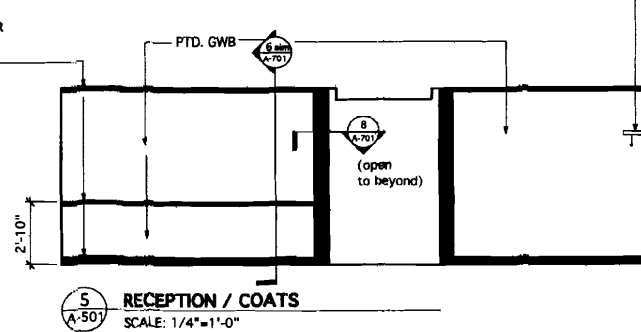 R
PTD. GWB
6 sim
A-701
8
A-701
(open
to beyond)
2'-10"
5
A-501
RECEPTION / COATS
SCALE: 1/4"=1'-0"